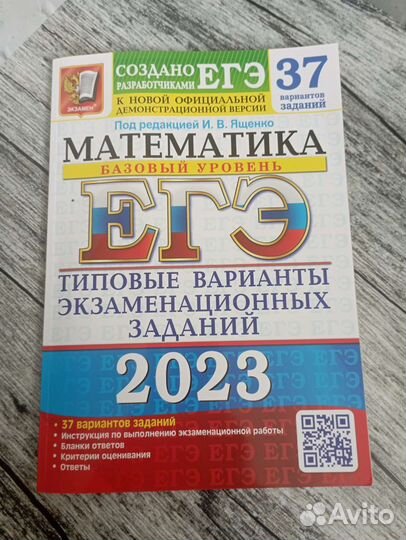 СОЗДАНО
РАЗРАБОТЧИКАМИ ЕГЭ
К НОВОЙ ОФИЦИАЛЬНОЙ
ДЕМОНСТРАЦИОННОЙ ВЕРСИИ
37
вариантов
заданий
ЭКЗАМЕН
Под редакцией И. В. Ященко
МАТЕМАТИКА
БАЗОВЫЙ УРОВЕНЬ
ЕГЭ
ТИПОВЫЕ ВАРИАНТЫ
ЭКЗАМЕНАЦИОННЫХ
ЗАДАНИЙ
2023
• 37 вариантов заданий
• Инструкция по выполнению экзаменационной работы
• Бланки ответов
• Критерии оценивания
• Ответы
Avito